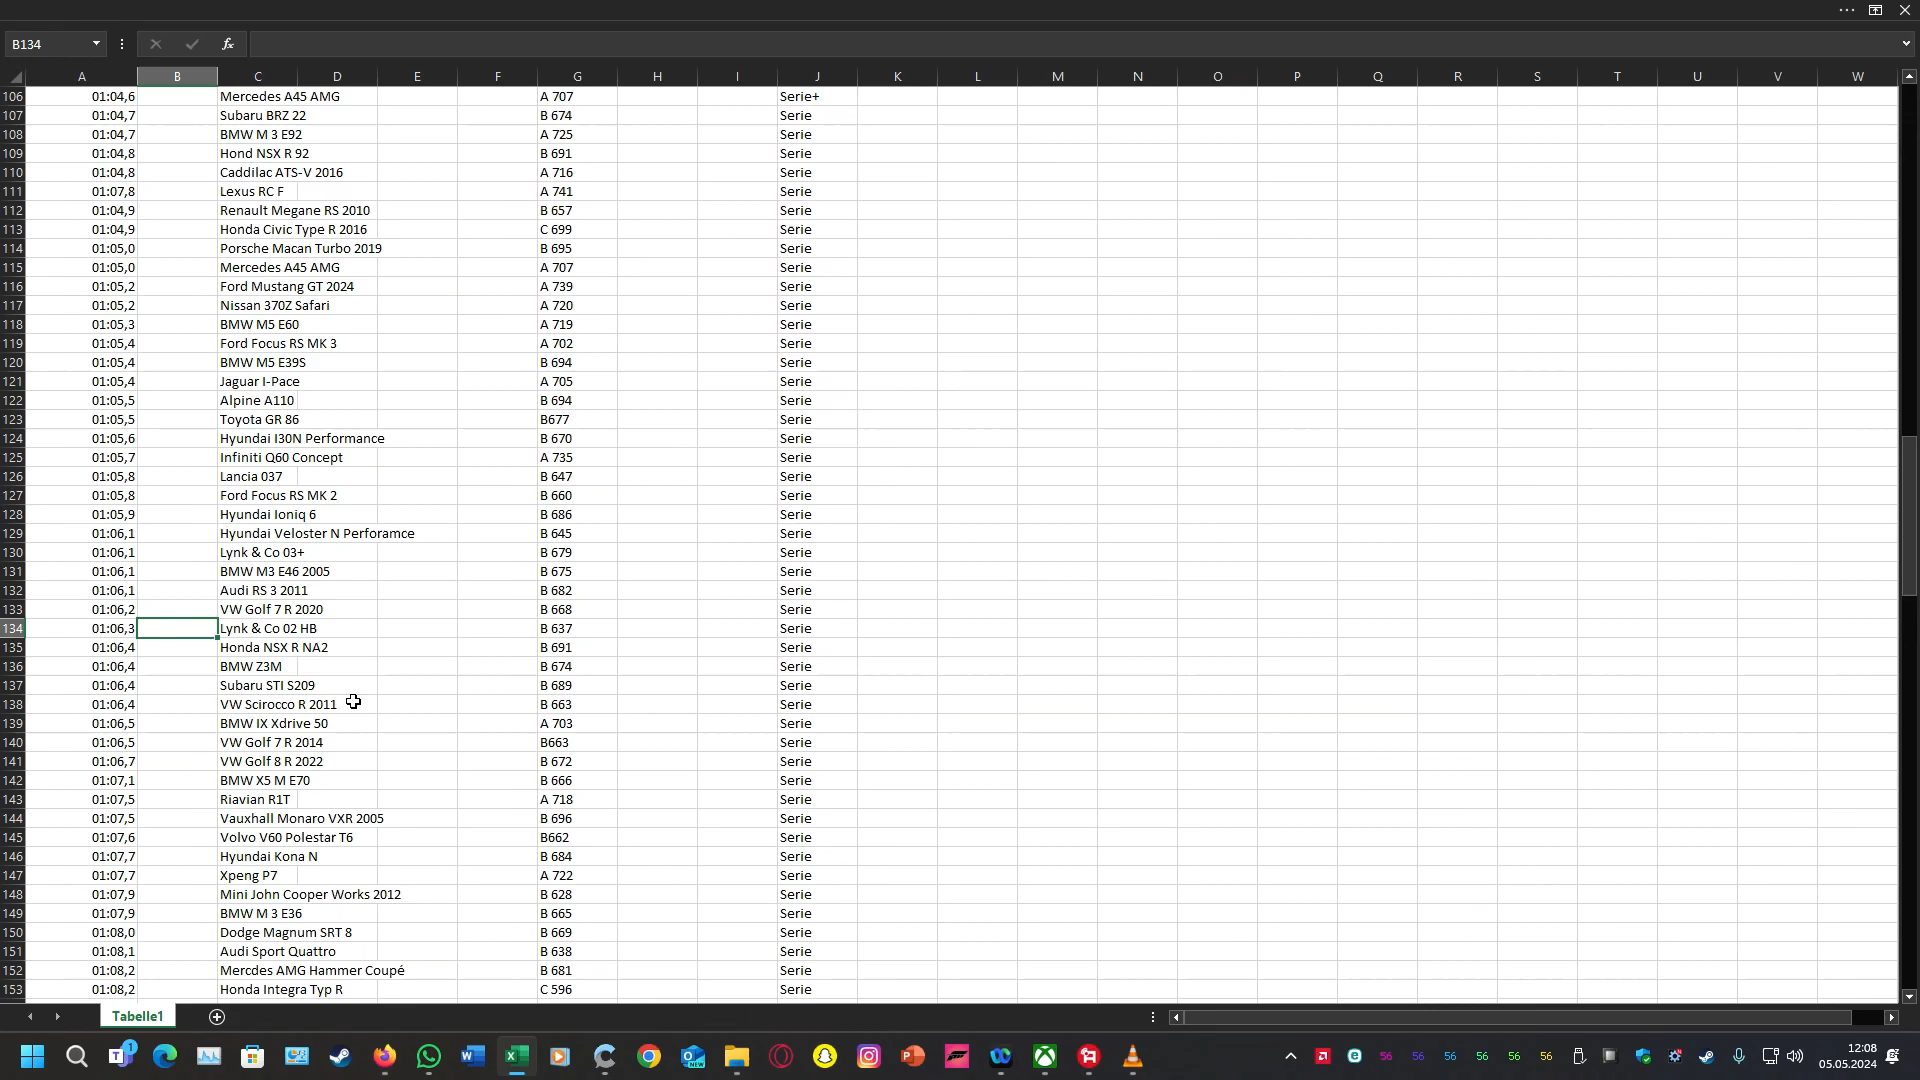 B134 fx
A B C D E F G H I J K L M N O P Q R S T U V W
106 01:04,6 Mercedes A45 AMG A 707 Serie+
107 01:04,7 Subaru BRZ 22 B 674 Serie
108 01:04,7 BMW M 3 E92 A 725 Serie
109 01:04,8 Hond NSX R 92 B 691 Serie
110 01:04,8 Caddilac ATS-V 2016 A 716 Serie
111 01:07,8 Lexus RC F A 741 Serie
112 01:04,9 Renault Megane RS 2010 B 657 Serie
113 01:04,9 Honda Civic Type R 2016 C 699 Serie
114 01:05,0 Porsche Macan Turbo 2019 B 695 Serie
115 01:05,0 Mercedes A45 AMG A 707 Serie
116 01:05,2 Ford Mustang GT 2024 A 739 Serie
117 01:05,2 Nissan 370Z Safari A 720 Serie
118 01:05,3 BMW M5 E60 A 719 Serie
119 01:05,4 Ford Focus RS MK 3 A 702 Serie
120 01:05,4 BMW M5 E39S B 694 Serie
121 01:05,4 Jaguar I-Pace A 705 Serie
122 01:05,5 Alpine A110 B 694 Serie
123 01:05,5 Toyota GR 86 B677 Serie
124 01:05,6 Hyundai I30N Performance B 670 Serie
125 01:05,7 Infiniti Q60 Concept A 735 Serie
126 01:05,8 Lancia 037 B 647 Serie
127 01:05,8 Ford Focus RS MK 2 B 660 Serie
128 01:05,9 Hyundai Ioniq 6 B 686 Serie
129 01:06,1 Hyundai Veloster N Perforamce B 645 Serie
130 01:06,1 Lynk & Co 03+ B 679 Serie
131 01:06,1 BMW M3 E46 2005 B 675 Serie
132 01:06,1 Audi RS 3 2011 B 682 Serie
133 01:06,2 VW Golf 7 R 2020 B 668 Serie
134 01:06,3 Lynk & Co 02 HB B 637 Serie
135 01:06,4 Honda NSX R NA2 B 691 Serie
136 01:06,4 BMW Z3M B 674 Serie
137 01:06,4 Subaru STI S209 B 689 Serie
138 01:06,4 VW Scirocco R 2011 B 663 Serie
139 01:06,5 BMW IX Xdrive 50 A 703 Serie
140 01:06,5 VW Golf 7 R 2014 B663 Serie
141 01:06,7 VW Golf 8 R 2022 B 672 Serie
142 01:07,1 BMW X5 M E70 B 666 Serie
143 01:07,5 Riavian R1T A 718 Serie
144 01:07,5 Vauxhall Monaro VXR 2005 B 696 Serie
145 01:07,6 Volvo V60 Polestar T6 B662 Serie
146 01:07,7 Hyundai Kona N B 684 Serie
147 01:07,7 Xpeng P7 A 722 Serie
148 01:07,9 Mini John Cooper Works 2012 B 628 Serie
149 01:07,9 BMW M 3 E36 B 665 Serie
150 01:08,0 Dodge Magnum SRT 8 B 669 Serie
151 01:08,1 Audi Sport Quattro B 638 Serie
152 01:08,2 Mercdes AMG Hammer Coupé B 681 Serie
153 01:08,2 Honda Integra Typ R C 596 Serie
Tabelle1
56 56 56 56 56 56 12:08
05.05.2024